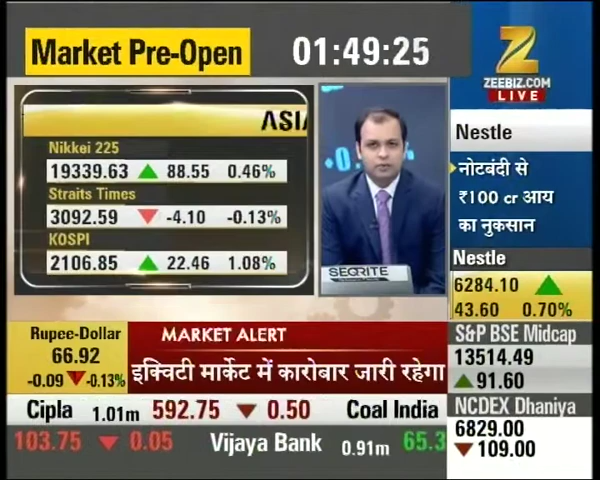 Market Pre-Open
01:49:25
ZEEBIZ.COM
LIVE
ASIA
Nikkei 225
19339.63 88.55 0.46%
Straits Times
3092.59 -4.10 -0.13%
KOSPI
2106.85 22.46 1.08%
SEQRITE
Nestle
नोटबंदी से
₹100 cr आय
का नुकसान
Nestle
6284.10
43.60 0.70%
Rupee-Dollar
66.92
-0.09 -0.13%
MARKET ALERT
इक्विटी मार्केट में कारोबार जारी रहेगा
S&P BSE Midcap
13514.49
91.60
Cipla 1.01m 592.75 0.50 Coal India
NCDEX Dhaniya
6829.00
109.00
103.75 0.05 Vijaya Bank 0.91m 65.3